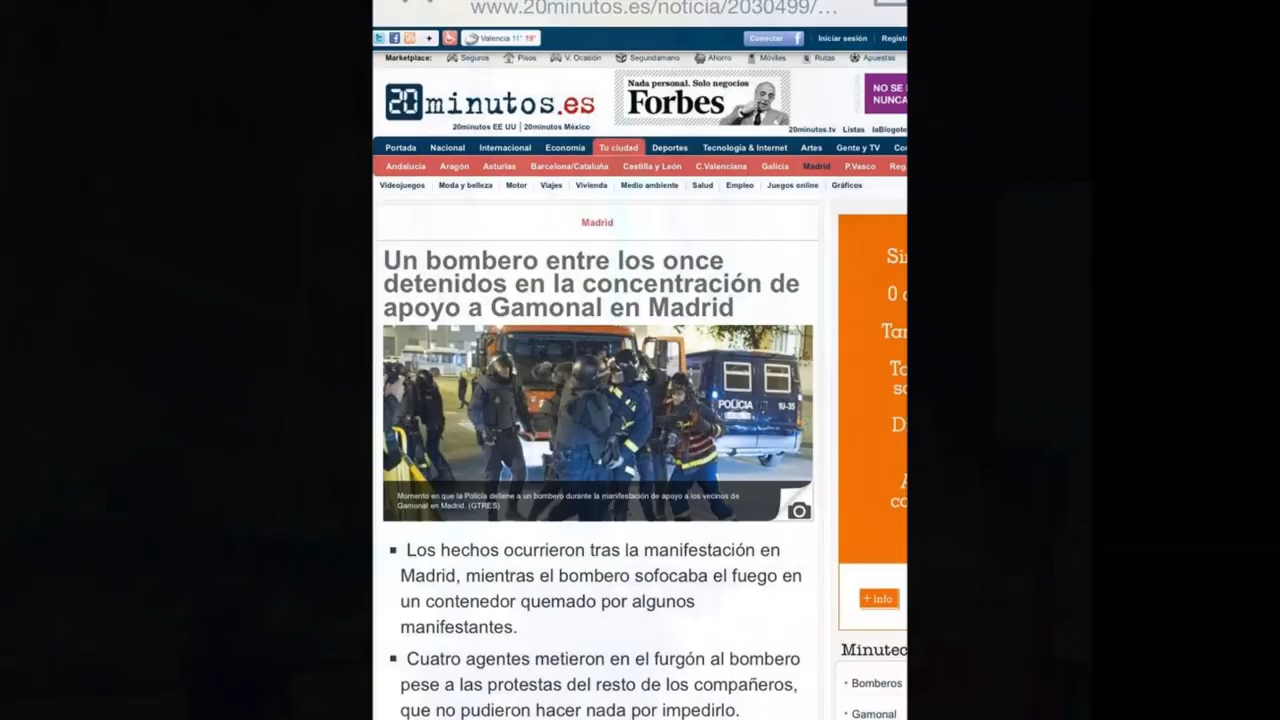 www.20minutos.es/noticia/2030499/...
Valencia 11° 19°
Conectar
Iniciar sesión
Marketplace: Seguros Pisos V. Ocasión Segundamano Ahorro Móviles Rutas Apuestas
20minutos.es
20minutos EE UU | 20minutos México
Nada personal. Solo negocios
Forbes
NO SE
NUNCA
20minutos.tv Listas
Portada Nacional Internacional Economía Tu ciudad Deportes Tecnología & Internet Artes Gente y TV
Andalucía Aragón Asturias Barcelona/Cataluña Castilla y León C.Valenciana Galicia Madrid P.Vasco
Videojuegos Moda y belleza Motor Viajes Vivienda Medio ambiente Salud Empleo Juegos online Gráficos
Madrid
Un bombero entre los once
detenidos en la concentración de
apoyo a Gamonal en Madrid
POLICIA 1U-35
Momento en que la Policía detiene a un bombero durante la manifestación de apoyo a los vecinos de
Gamonal en Madrid. (GTRES)
Los hechos ocurrieron tras la manifestación en
Madrid, mientras el bombero sofocaba el fuego en
un contenedor quemado por algunos
manifestantes.
Cuatro agentes metieron en el furgón al bombero
pese a las protestas del resto de los compañeros,
que no pudieron hacer nada por impedirlo.
+ info
Minutec
Bomberos
Gamonal